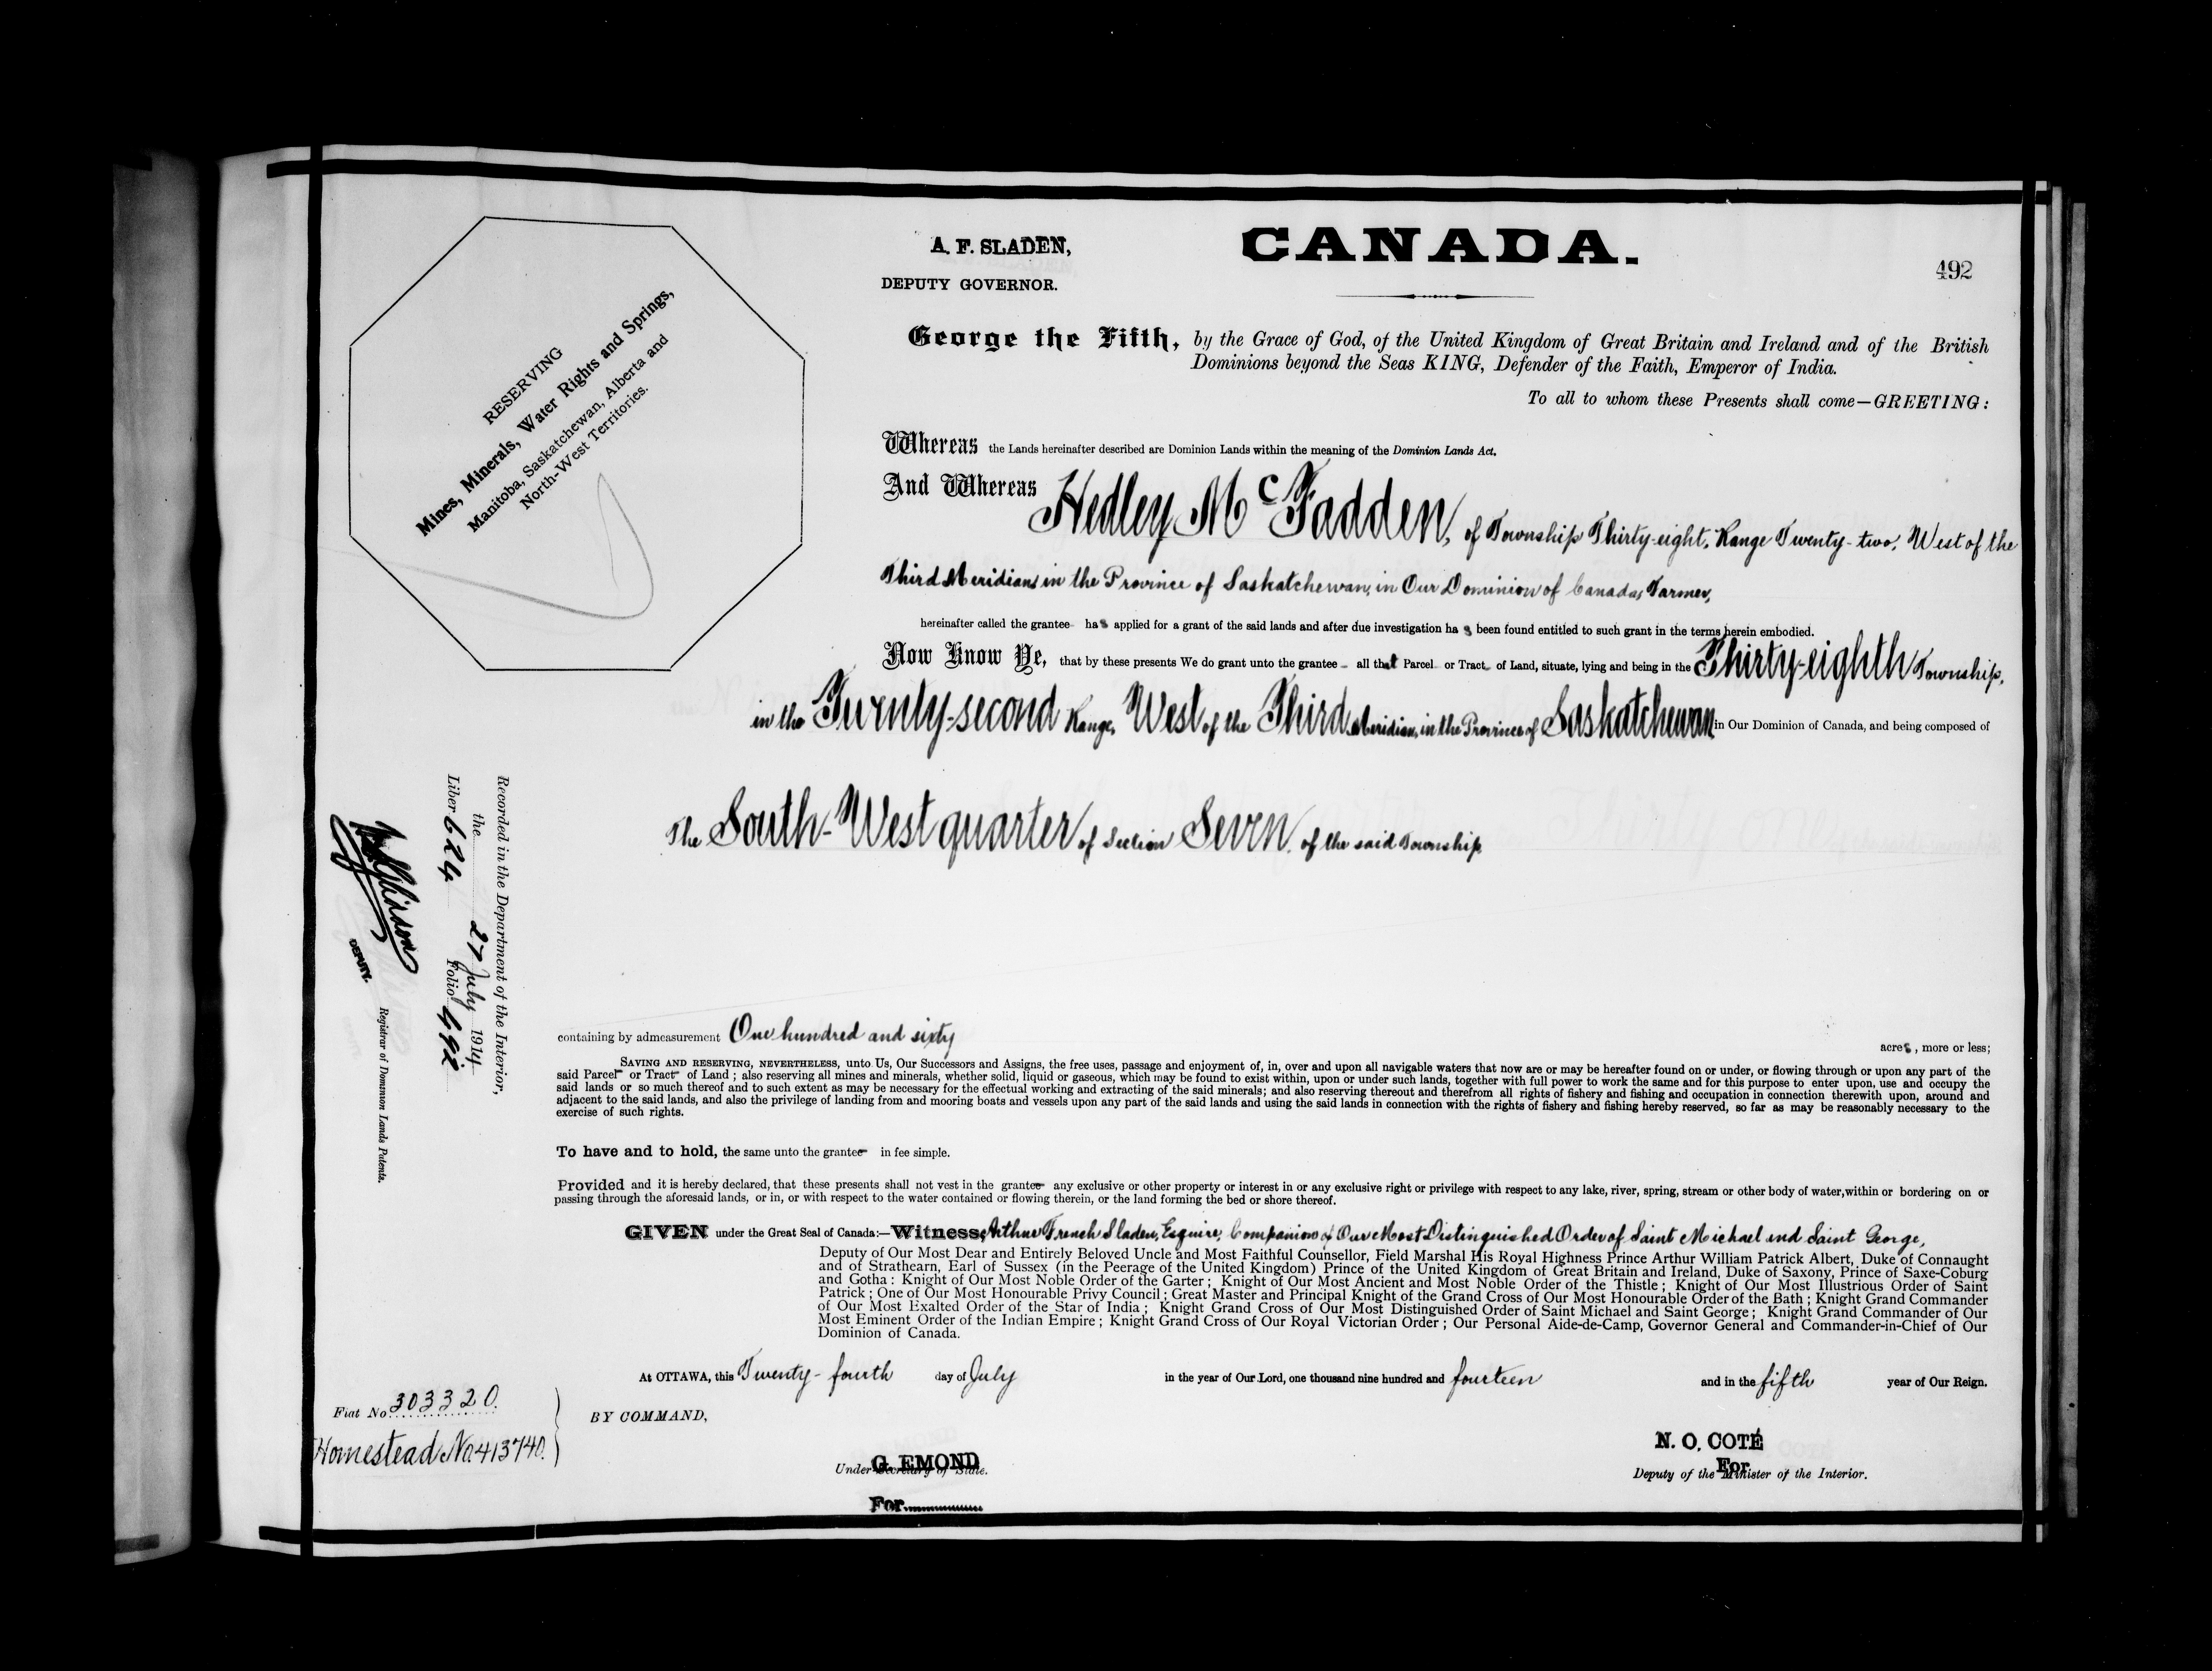 A. F. SLADEN,
DEPUTY GOVERNOR.
CANADA.
492
RESERVING
Mines, Minerals, Water Rights and Springs,
Manitoba, Saskatchewan, Alberta and
North-West Territories.
George the Fifth, by the Grace of God, of the United Kingdom of Great Britain and Ireland and of the British
Dominions beyond the Seas KING, Defender of the Faith, Emperor of India.
To all to whom these Presents shall come—GREETING:
Whereas the Lands hereinafter described are Dominion Lands within the meaning of the Dominion Lands Act.
And Whereas Hedley McFadden, of Township Thirty-eight, Range Twenty-two, West of the
Third Meridian, in the Province of Saskatchewan, in Our Dominion of Canada, Farmer,
hereinafter called the grantee has applied for a grant of the said lands and after due investigation has been found entitled to such grant in the terms herein embodied.
Now Know Ye, that by these presents We do grant unto the grantee all that Parcel or Tract of Land, situate, lying and being in the Thirty-eighth Township,
in the Twenty-second Range, West of the Third Meridian, in the Province of Saskatchewan, in Our Dominion of Canada, and being composed of
The South-West quarter of Section Seven, of the said Township
Recorded in the Department of the Interior,
the 27 July 1914
Liber 624 Folio 492
DEPUTY.
Registrar of Dominion Lands Patents.
containing by admeasurement One hundred and sixty acres, more or less;
SAVING AND RESERVING, NEVERTHELESS, unto Us, Our Successors and Assigns, the free uses, passage and enjoyment of, in, over and upon all navigable waters that now are or may be hereafter found on or under, or flowing through or upon any part of the
said Parcel or Tract of Land; also reserving all mines and minerals, whether solid, liquid or gaseous, which may be found to exist within, upon or under such lands, together with full power to work the same and for this purpose to enter upon, use and occupy the
said lands or so much thereof and to such extent as may be necessary for the effectual working and extracting of the said minerals; and also reserving thereout and therefrom all rights of fishery and fishing and occupation in connection therewith upon, around and
adjacent to the said lands, and also the privilege of landing from and mooring boats and vessels upon any part of the said lands and using the said lands in connection with the rights of fishery and fishing hereby reserved, so far as may be reasonably necessary to the
exercise of such rights.
To have and to hold, the same unto the grantee in fee simple.
Provided and it is hereby declared, that these presents shall not vest in the grantee any exclusive or other property or interest in or any exclusive right or privilege with respect to any lake, river, spring, stream or other body of water, within or bordering on or
passing through the aforesaid lands, or in, or with respect to the water contained or flowing therein, or the land forming the bed or shore thereof.
GIVEN under the Great Seal of Canada:—Witness, Arthur French Sladen, Esquire, Companion of Our Most Distinguished Order of Saint Michael and Saint George,
Deputy of Our Most Dear and Entirely Beloved Uncle and Most Faithful Counsellor, Field Marshal His Royal Highness Prince Arthur William Patrick Albert, Duke of Connaught
and of Strathearn, Earl of Sussex (in the Peerage of the United Kingdom) Prince of the United Kingdom of Great Britain and Ireland, Duke of Saxony, Prince of Saxe-Coburg
and Gotha: Knight of Our Most Noble Order of the Garter; Knight of Our Most Ancient and Most Noble Order of the Thistle; Knight of Our Most Illustrious Order of Saint
Patrick; One of Our Most Honourable Privy Council; Great Master and Principal Knight of the Grand Cross of Our Most Honourable Order of the Bath; Knight Grand Commander
of Our Most Exalted Order of the Star of India; Knight Grand Cross of Our Most Distinguished Order of Saint Michael and Saint George; Knight Grand Commander of Our
Most Eminent Order of the Indian Empire; Knight Grand Cross of Our Royal Victorian Order; Our Personal Aide-de-Camp, Governor General and Commander-in-Chief of Our
Dominion of Canada.
At OTTAWA, this Twenty-fourth day of July in the year of Our Lord, one thousand nine hundred and fourteen and in the fifth year of Our Reign.
Fiat No. 303320.
Homestead No. 413740.
BY COMMAND,
G. EMOND
Under Secretary of State.
For
N. O. COTÉ
For
Deputy of the Minister of the Interior.